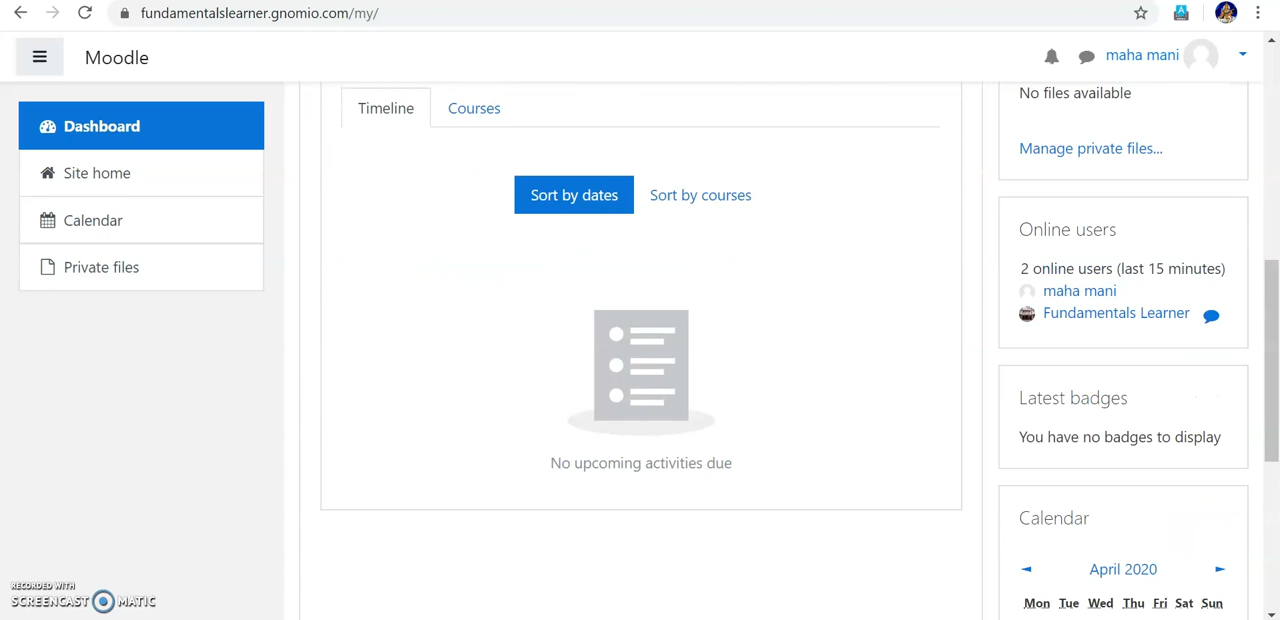 fundamentalslearner.gnomio.com/my/
Moodle
maha mani
Dashboard
Site home
Calendar
Private files
Timeline
Courses
Sort by dates
Sort by courses
No upcoming activities due
No files available
Manage private files...
Online users
2 online users (last 15 minutes)
maha mani
Fundamentals Learner
Latest badges
You have no badges to display
Calendar
◄ April 2020 ►
Mon Tue Wed Thu Fri Sat Sun
RECORDED WITH
SCREENCAST MATIC